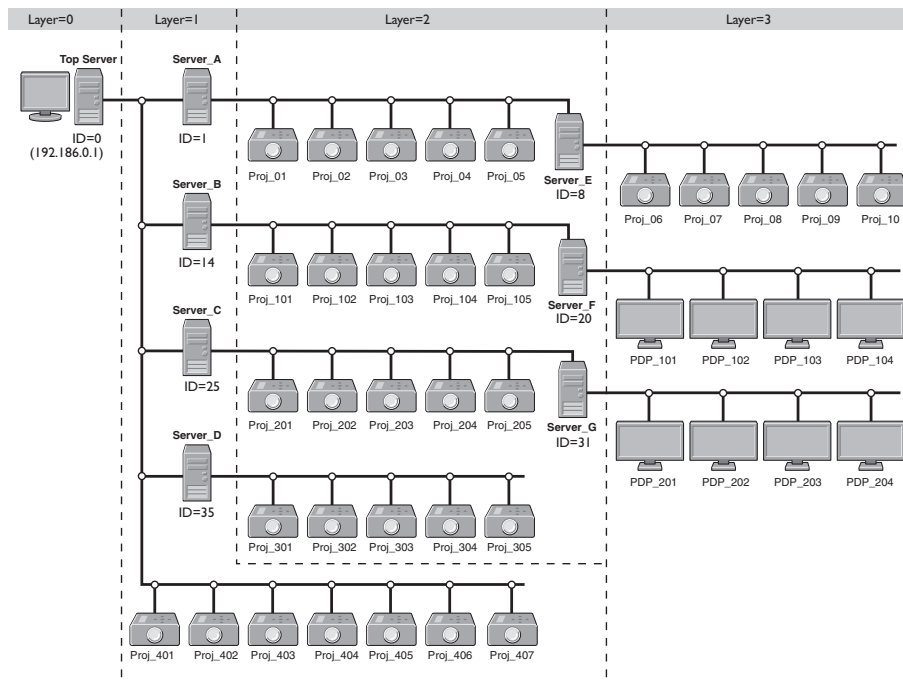 Layer=0 Layer=1 Layer=2 Layer=3
Top Server Server_A
ID=0
(192.186.0.1)
ID=1
Proj_01 Proj_02 Proj_03 Proj_04 Proj_05
Server_E
ID=8
Proj_06 Proj_07 Proj_08 Proj_09 Proj_10
Server_B
ID=14
Proj_101 Proj_102 Proj_103 Proj_104 Proj_105
Server_F
ID=20
PDP_101 PDP_102 PDP_103 PDP_104
Server_C
ID=25
Proj_201 Proj_202 Proj_203 Proj_204 Proj_205
Server_G
ID=31
PDP_201 PDP_202 PDP_203 PDP_204
Server_D
ID=35
Proj_301 Proj_302 Proj_303 Proj_304 Proj_305
Proj_401 Proj_402 Proj_403 Proj_404 Proj_405 Proj_406 Proj_407